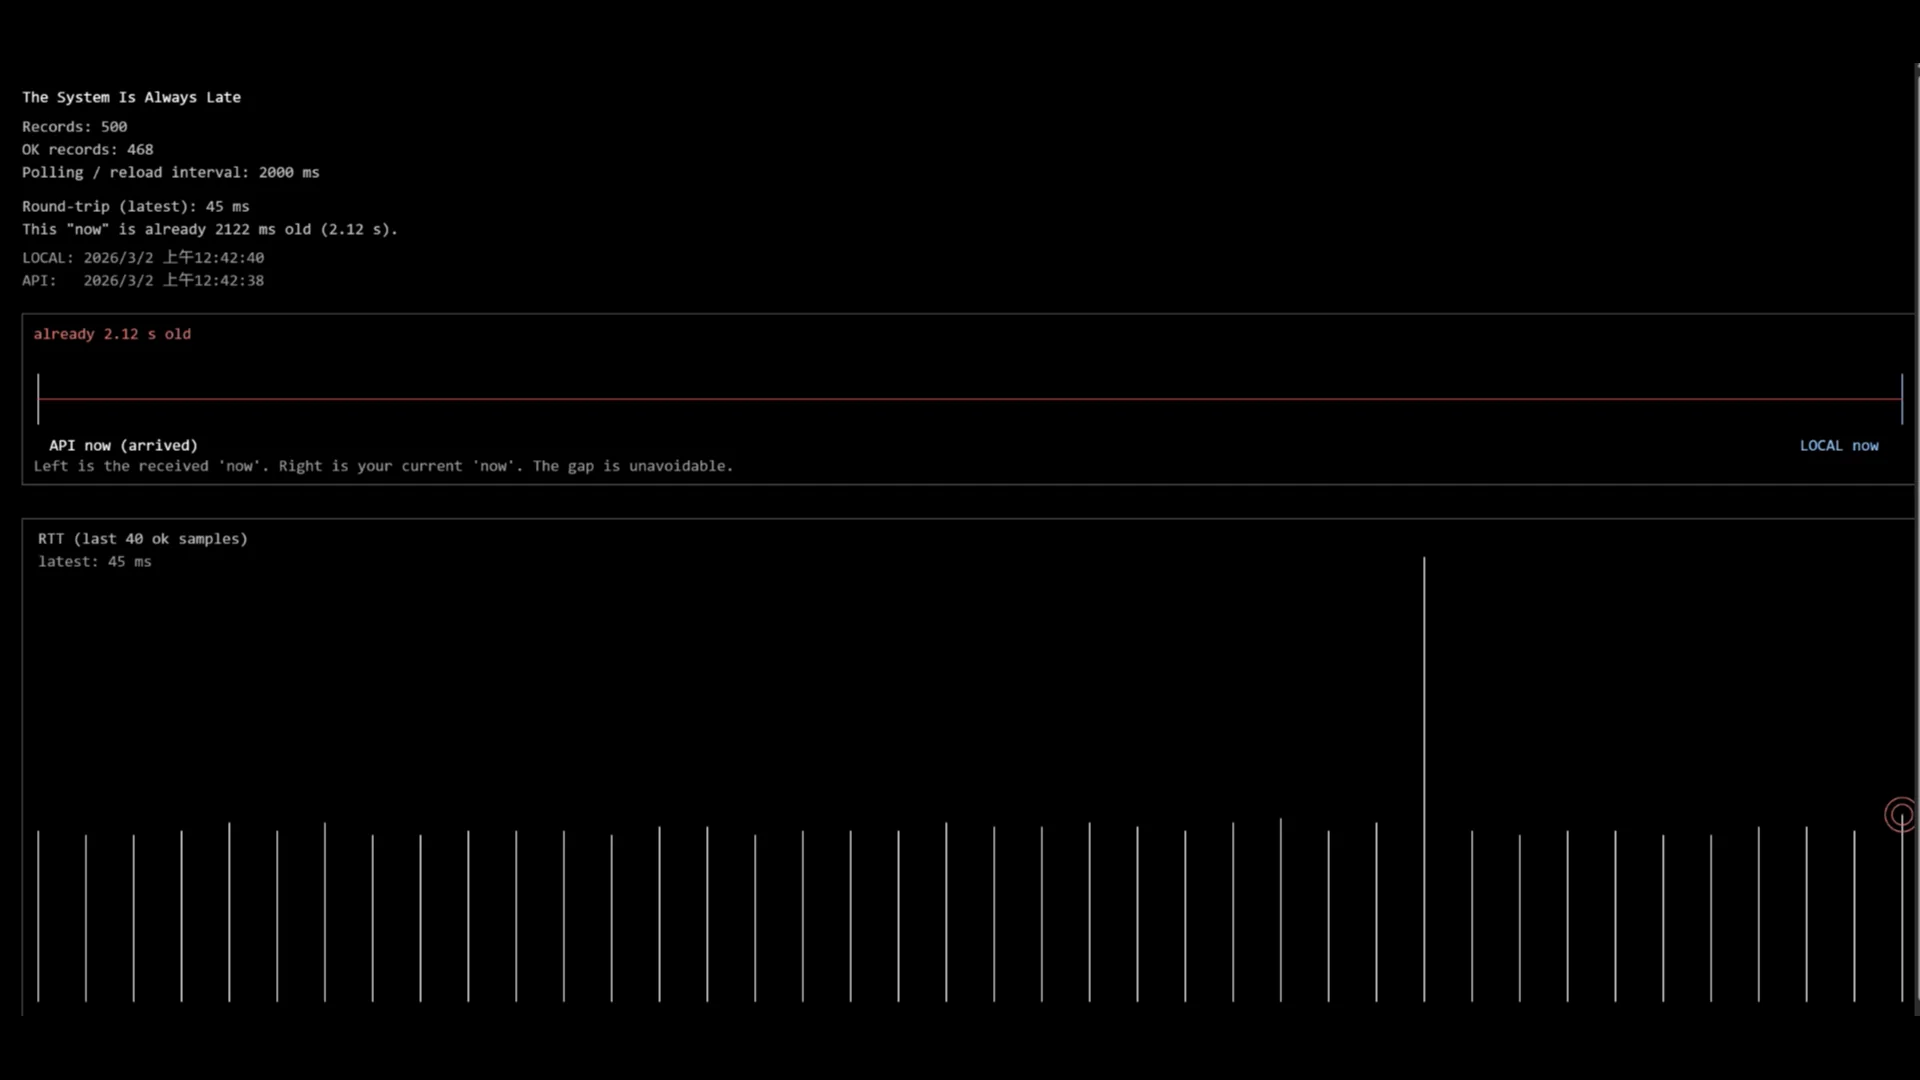 The System Is Always Late
Records: 500
OK records: 468
Polling / reload interval: 2000 ms
Round-trip (latest): 45 ms
This "now" is already 2122 ms old (2.12 s).
LOCAL: 2026/3/2 上午12:42:40
API: 2026/3/2 上午12:42:38
already 2.12 s old
API now (arrived)
LOCAL now
Left is the received 'now'. Right is your current 'now'. The gap is unavoidable.
RTT (last 40 ok samples)
latest: 45 ms